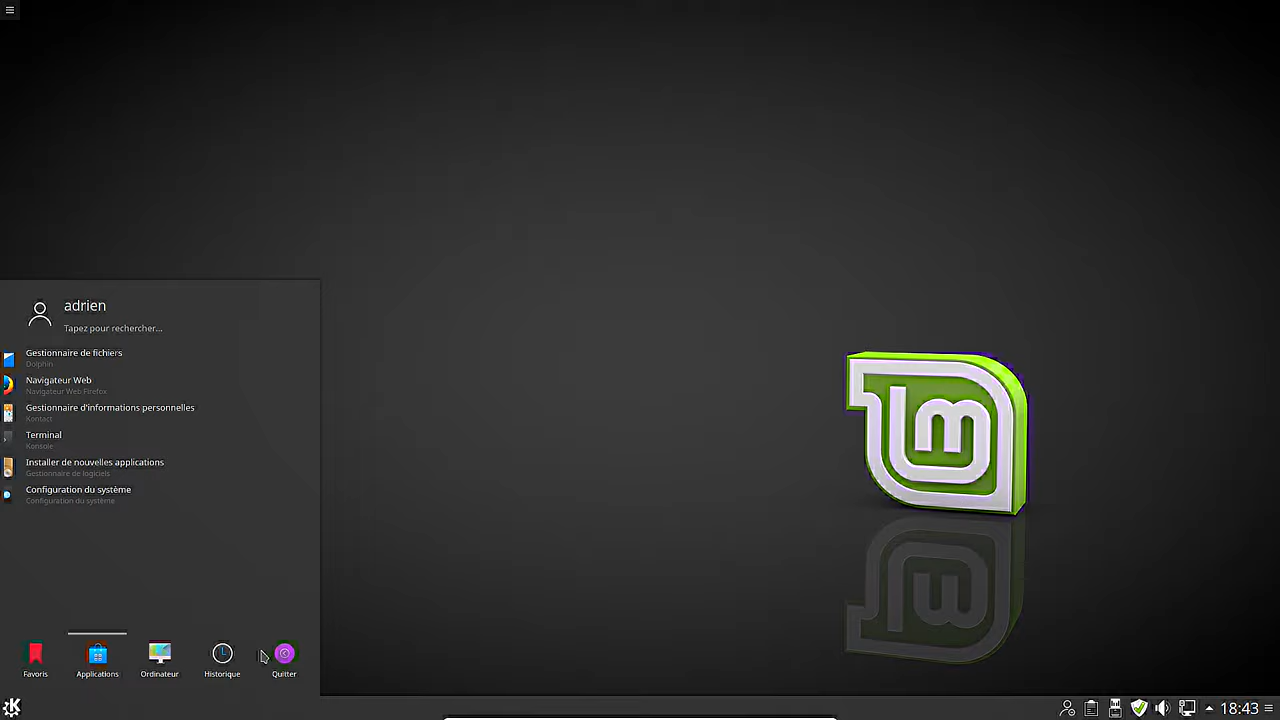 adrien
Tapez pour rechercher...
Gestionnaire de fichiers
Dolphin
Navigateur Web
Navigateur Web Firefox
Gestionnaire d'informations personnelles
Kontact
Terminal
Konsole
Installer de nouvelles applications
Gestionnaire de logiciels
Configuration du système
Configuration du système
Favoris
Applications
Ordinateur
Historique
Quitter
18:43